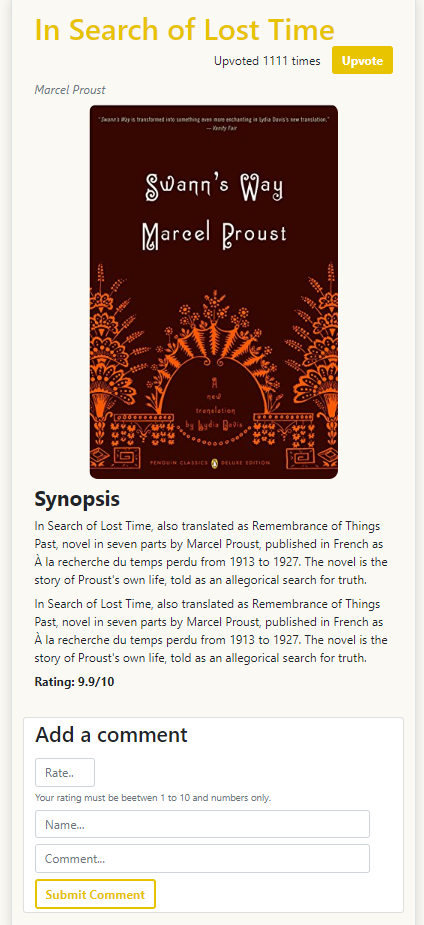 In Search of Lost Time
Upvoted 1111 times Upvote
Marcel Proust
"Swann's Way is transformed into something even more enchanting in Lydia Davis's new translation."
— Vanity Fair
Swann's Way
Marcel Proust
A
new
translation
by Lydia Davis
PENGUIN CLASSICS DELUXE EDITION
Synopsis
In Search of Lost Time, also translated as Remembrance of Things
Past, novel in seven parts by Marcel Proust, published in French as
À la recherche du temps perdu from 1913 to 1927. The novel is the
story of Proust's own life, told as an allegorical search for truth.
In Search of Lost Time, also translated as Remembrance of Things
Past, novel in seven parts by Marcel Proust, published in French as
À la recherche du temps perdu from 1913 to 1927. The novel is the
story of Proust's own life, told as an allegorical search for truth.
Rating: 9.9/10
Add a comment
Rate..
Your rating must be beetwen 1 to 10 and numbers only.
Name...
Comment...
Submit Comment